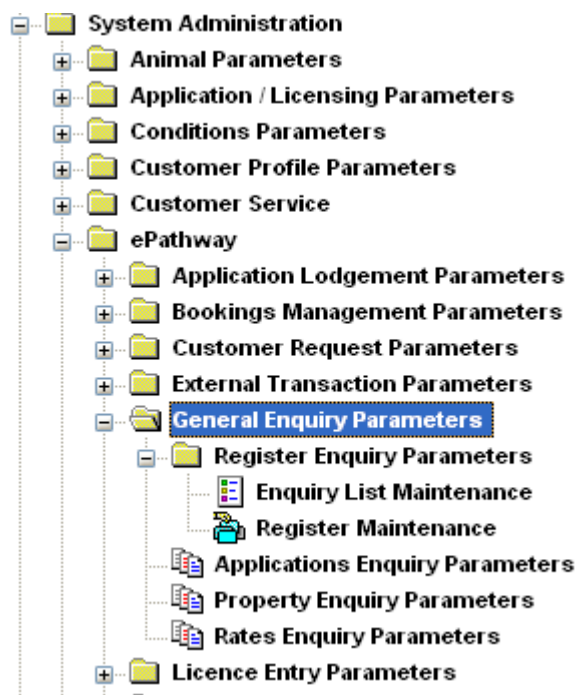 System Administration
Animal Parameters
Application / Licensing Parameters
Conditions Parameters
Customer Profile Parameters
Customer Service
ePathway
Application Lodgement Parameters
Bookings Management Parameters
Customer Request Parameters
External Transaction Parameters
General Enquiry Parameters
Register Enquiry Parameters
Enquiry List Maintenance
Register Maintenance
Applications Enquiry Parameters
Property Enquiry Parameters
Rates Enquiry Parameters
Licence Entry Parameters